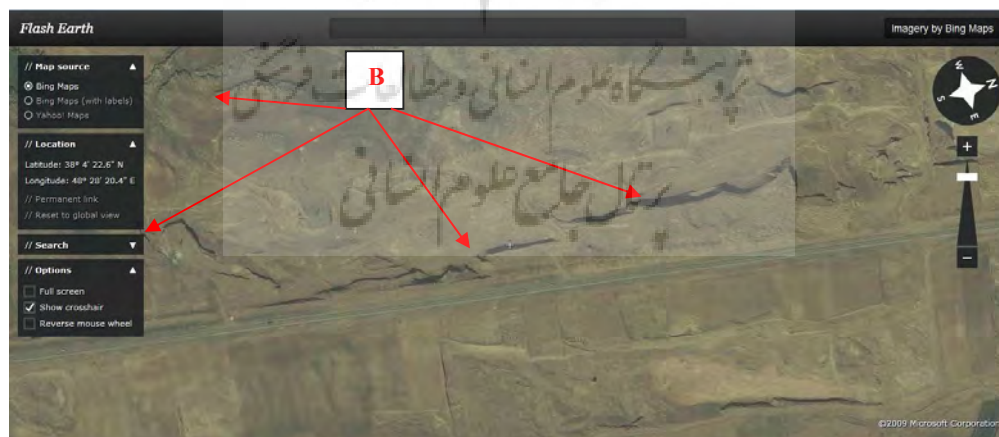 Flash Earth
Imagery by Bing Maps
// Map source ▲
Bing Maps
Bing Maps (with labels)
Yahoo! Maps
// Location ▲
Latitude: 38° 4' 22.6" N
Longitude: 48° 28' 20.4" E
// Permanent link
// Reset to global view
// Search ▼
// Options ▲
Full screen
✓ Show crosshair
Reverse mouse wheel
B
پژوهشگاه علوم انسانی و مطالعات فرهنگی
پرتال جامع علوم انسانی
W
N
S
E
+
−
©2009 Microsoft Corporation